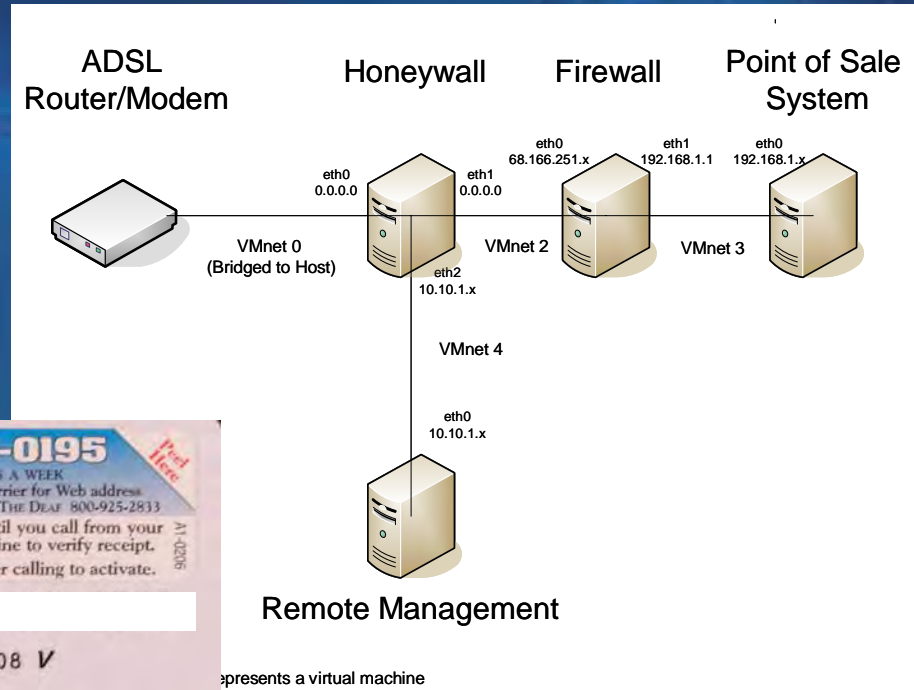 ADSL
Router/Modem
Honeywall
Firewall
Point of Sale
System
eth0
0.0.0.0
eth1
0.0.0.0
eth0
68.166.251.x
eth1
192.168.1.1
eth0
192.168.1.x
VMnet 0
(Bridged to Host)
VMnet 2
VMnet 3
eth2
10.10.1.x
VMnet 4
eth0
10.10.1.x
Remote Management
-0195
Peel
Here
A WEEK
rier for Web address
THE DEAF 800-925-2833
il you call from your
ine to verify receipt.
r calling to activate.
A1-0206
08 V
epresents a virtual machine